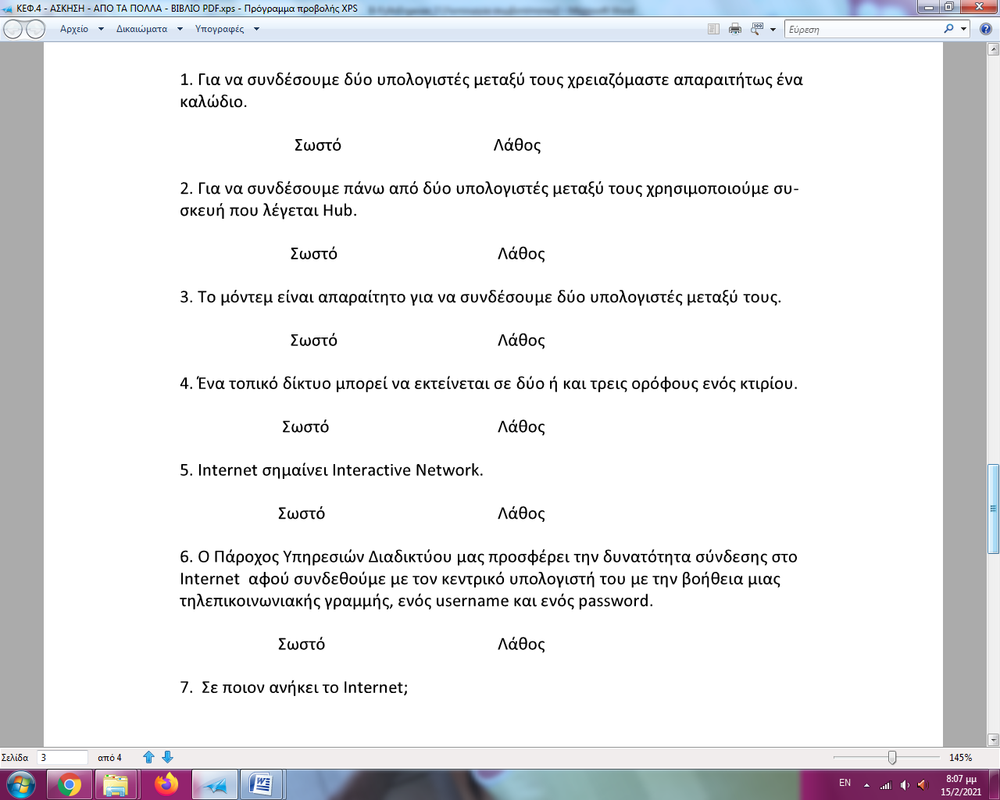 ΚΕΦ.4 - ΑΣΚΗΣΗ - ΑΠΟ ΤΑ ΠΟΛΛΑ - ΒΙΒΛΙΟ PDF.xps - Πρόγραμμα προβολής XPS
Αρχείο Δικαιώματα Υπογραφές Εύρεση
1. Για να συνδέσουμε δύο υπολογιστές μεταξύ τους χρειαζόμαστε απαραιτήτως ένα
καλώδιο.
Σωστό Λάθος
2. Για να συνδέσουμε πάνω από δύο υπολογιστές μεταξύ τους χρησιμοποιούμε συ-
σκευή που λέγεται Hub.
Σωστό Λάθος
3. Το μόντεμ είναι απαραίτητο για να συνδέσουμε δύο υπολογιστές μεταξύ τους.
Σωστό Λάθος
4. Ένα τοπικό δίκτυο μπορεί να εκτείνεται σε δύο ή και τρεις ορόφους ενός κτιρίου.
Σωστό Λάθος
5. Internet σημαίνει Interactive Network.
Σωστό Λάθος
6. Ο Πάροχος Υπηρεσιών Διαδικτύου μας προσφέρει την δυνατότητα σύνδεσης στο
Internet  αφού συνδεθούμε με τον κεντρικό υπολογιστή του με την βοήθεια μιας
τηλεπικοινωνιακής γραμμής, ενός username και ενός password.
Σωστό Λάθος
7.  Σε ποιον ανήκει το Internet;
Σελίδα 3 από 4 145%
EN 8:07 μμ
15/2/2021